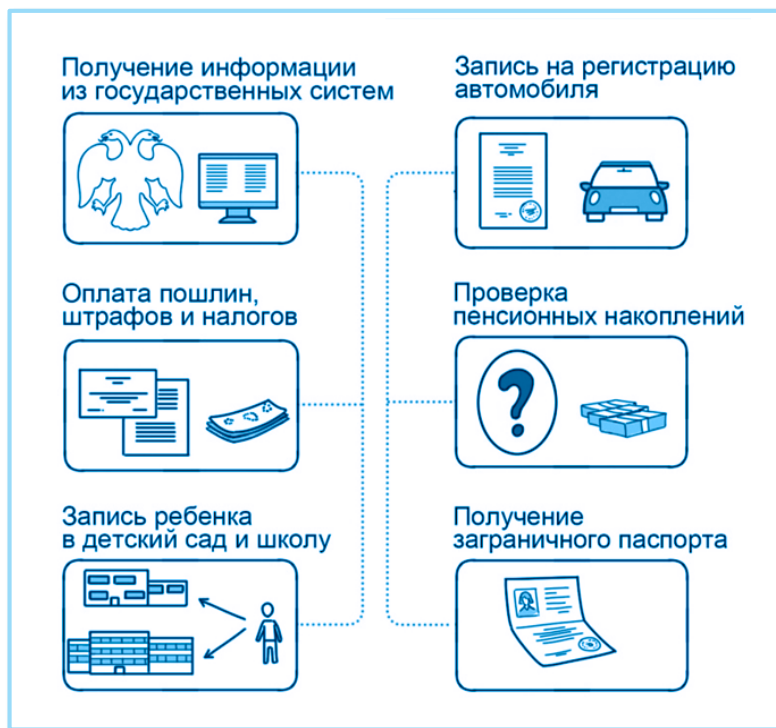 Получение информации
из государственных систем
Запись на регистрацию
автомобиля
Оплата пошлин,
штрафов и налогов
Проверка
пенсионных накоплений
?
Запись ребенка
в детский сад и школу
Получение
заграничного паспорта